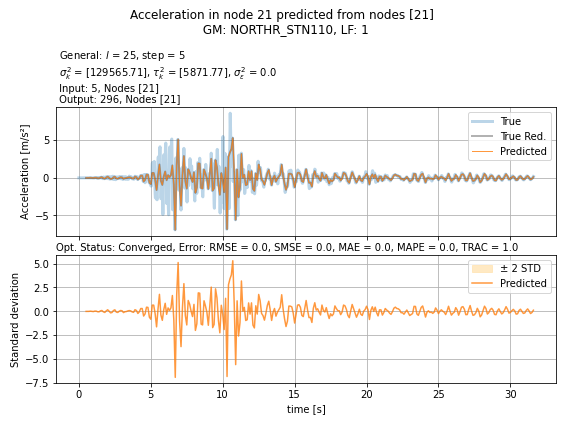 Acceleration in node 21 predicted from nodes [21]
GM: NORTHR_STN110, LF: 1
General: l = 25, step = 5
σ²ₖ = [129565.71], τ²ₖ = [5871.77], σ²ε = 0.0
Input: 5, Nodes [21]
Output: 296, Nodes [21]
Acceleration [m/s²]
5
0
−5
True
True Red.
Predicted
Opt. Status: Converged, Error: RMSE = 0.0, SMSE = 0.0, MAE = 0.0, MAPE = 0.0, TRAC = 1.0
Standard deviation
5.0
2.5
0.0
−2.5
−5.0
−7.5
± 2 STD
Predicted
0 5 10 15 20 25 30
time [s]